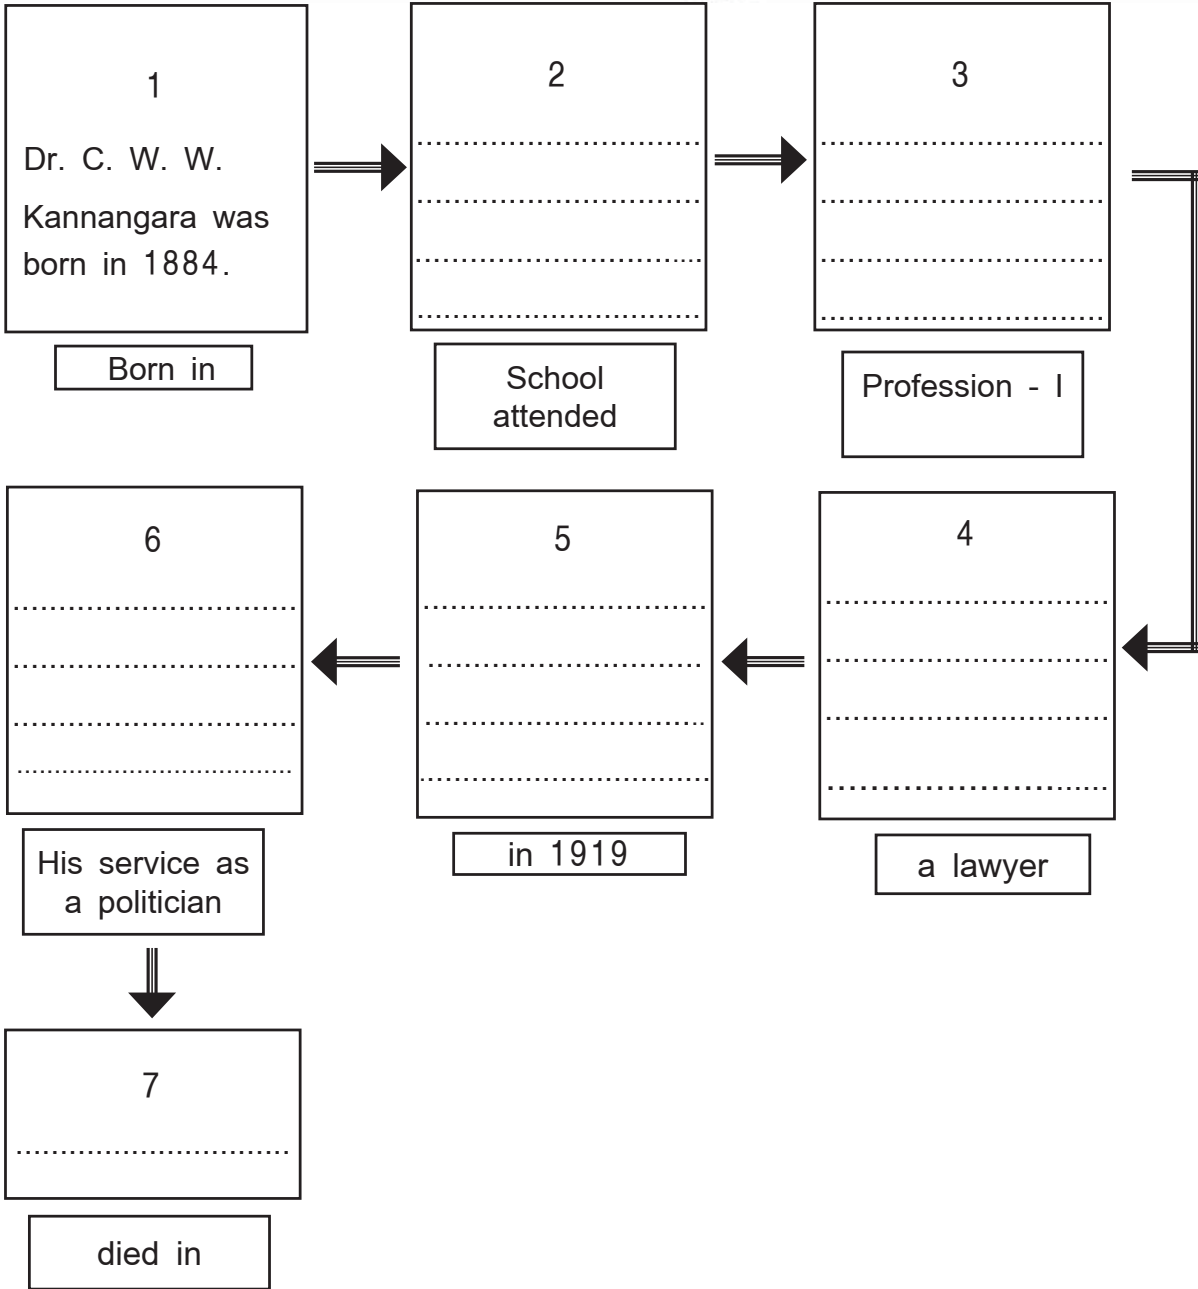 1
Dr. C. W. W.
Kannangara was
born in 1884.
Born in
2
School
attended
3
Profession - I
4
a lawyer
5
in 1919
6
His service as
a politician
7
died in